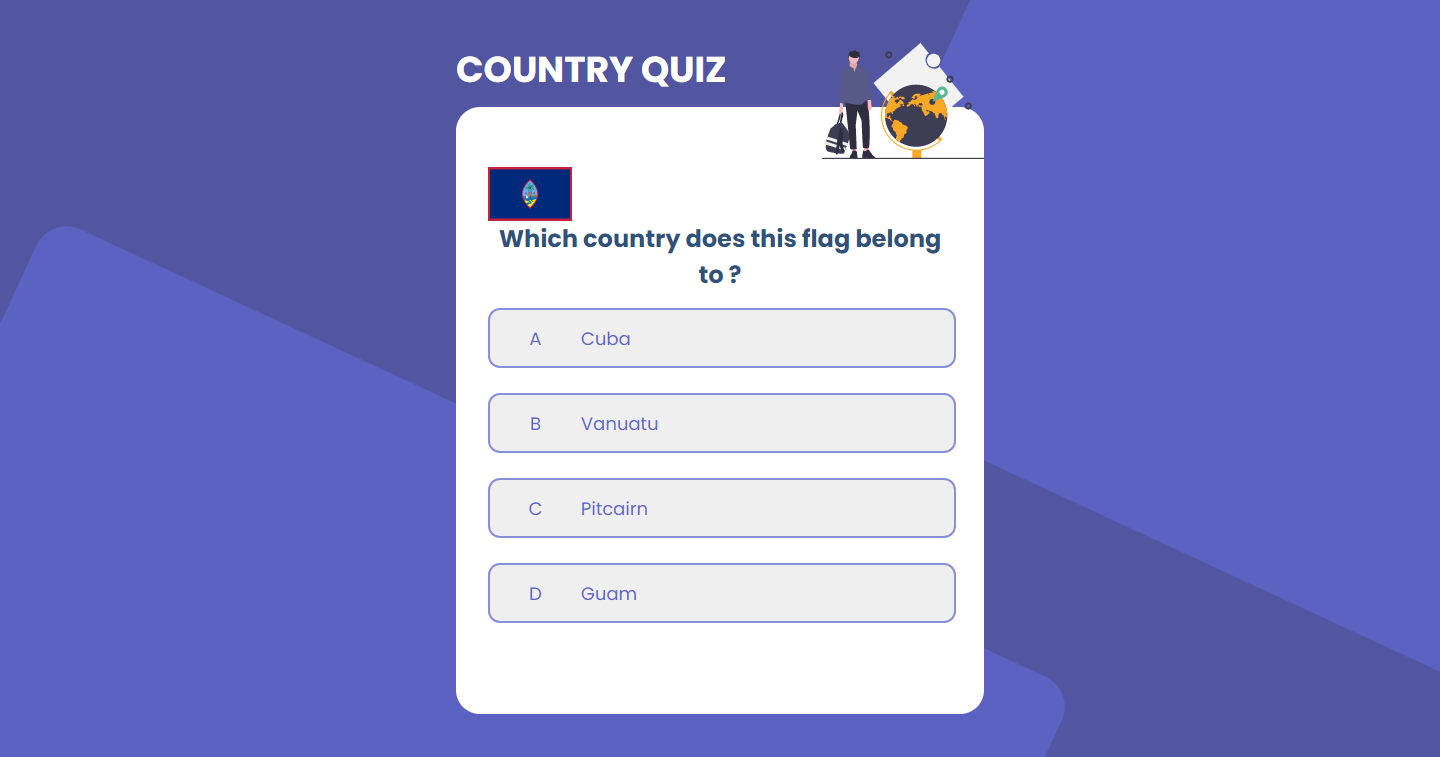 COUNTRY QUIZ
Which country does this flag belong
to ?
A Cuba
B Vanuatu
C Pitcairn
D Guam